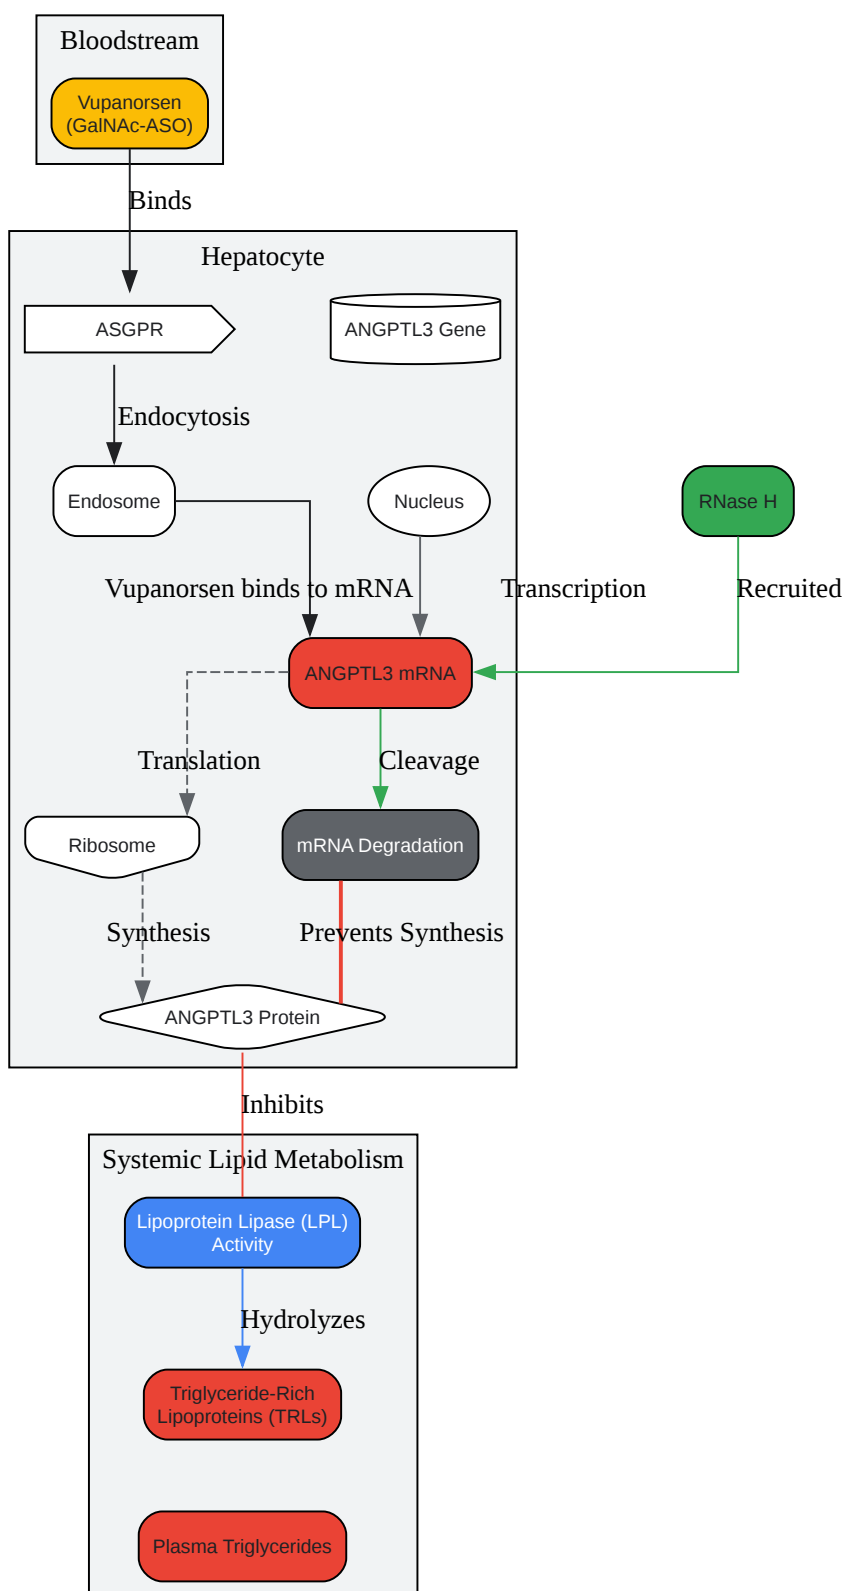 Bloodstream
Vupanorsen
(GalNAc-ASO)
Binds
Hepatocyte
ASGPR
ANGPTL3 Gene
Endocytosis
Endosome
Nucleus
RNase H
Vupanorsen binds to mRNA
Transcription
Recruited
ANGPTL3 mRNA
Translation
Cleavage
Ribosome
mRNA Degradation
Synthesis
Prevents Synthesis
ANGPTL3 Protein
Inhibits
Systemic Lipid Metabolism
Lipoprotein Lipase (LPL)
Activity
Hydrolyzes
Triglyceride-Rich
Lipoproteins (TRLs)
Plasma Triglycerides